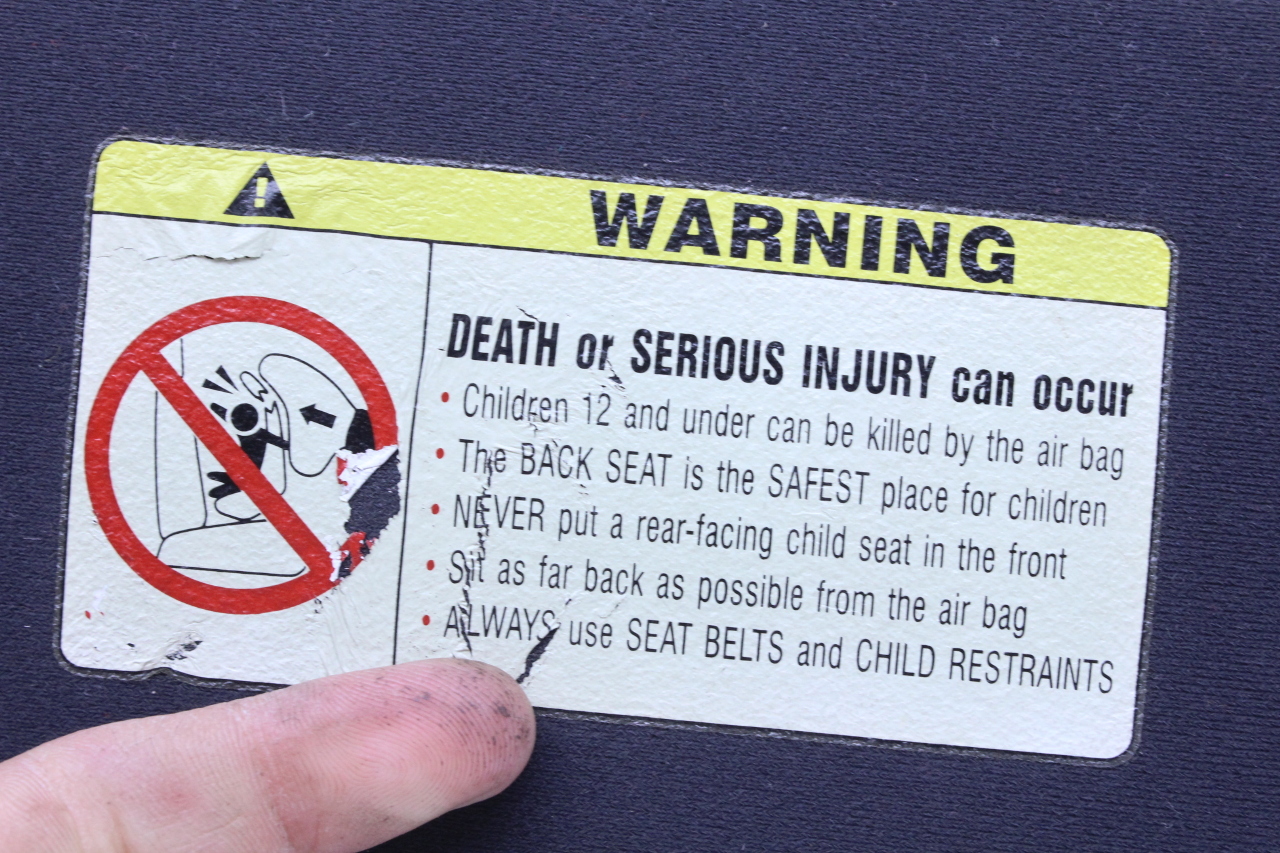 WARNING
DEATH or SERIOUS INJURY can occur
• Children 12 and under can be killed by the air bag
• The BACK SEAT is the SAFEST place for children
• NEVER put a rear-facing child seat in the front
• Sit as far back as possible from the air bag
• ALWAYS use SEAT BELTS and CHILD RESTRAINTS